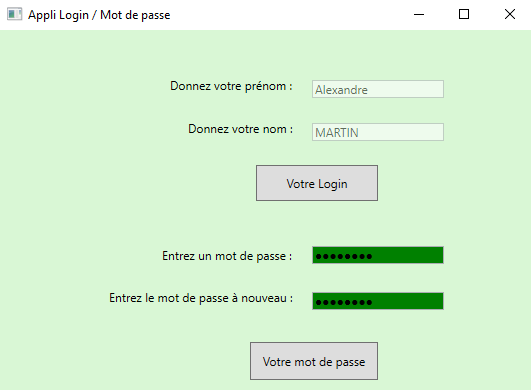 Appli Login / Mot de passe
Donnez votre prénom : Alexandre
Donnez votre nom : MARTIN
Votre Login
Entrez un mot de passe : ••••••••
Entrez le mot de passe à nouveau : ••••••••
Votre mot de passe